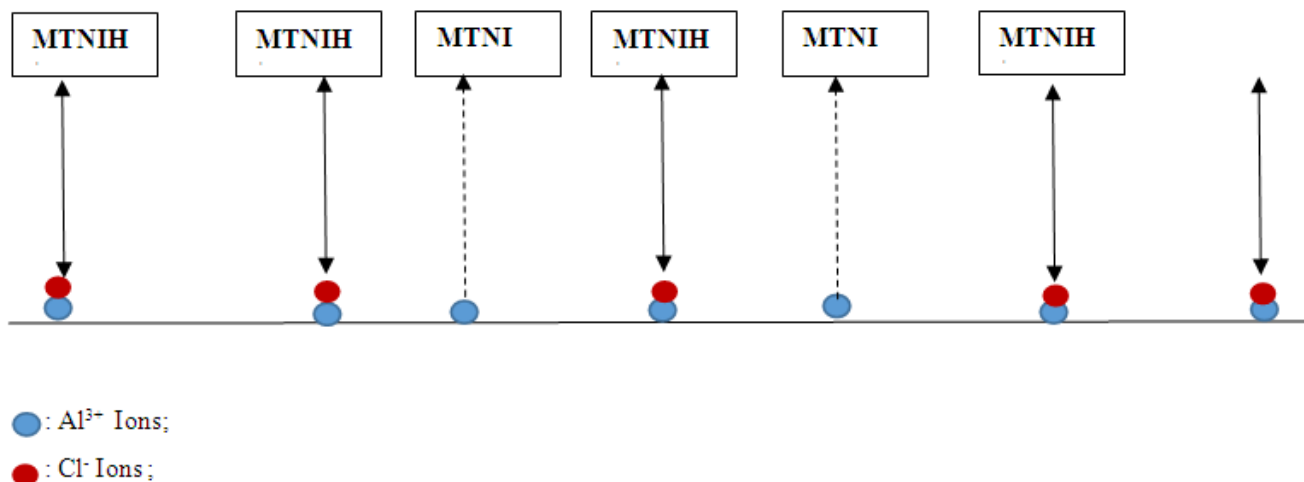 MTNIH MTNIH MTNI MTNIH MTNI MTNIH
: Al³⁺ Ions;
: Cl⁻ Ions ;